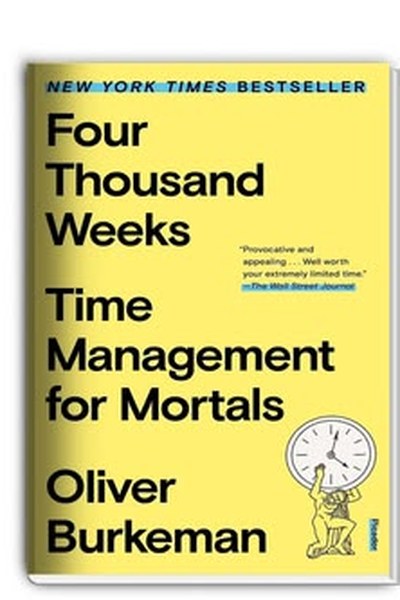 NEW YORK TIMES BESTSELLER
Four
Thousand
Weeks
"Provocative and
appealing . . . Well worth
your extremely limited time."
—The Wall Street Journal
Time
Management
for Mortals
Oliver
Burkeman
Picador